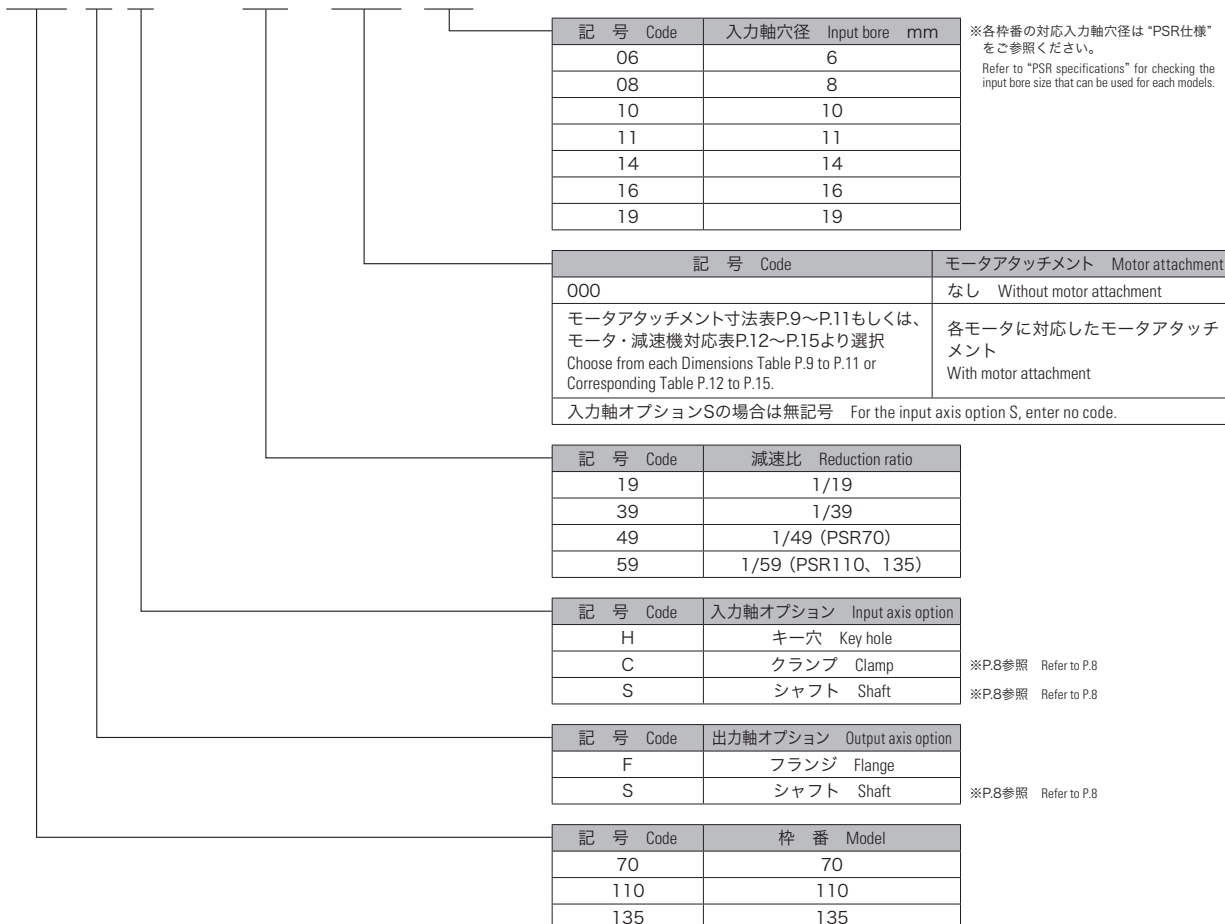 記 号 Code 入力軸穴径 Input bore mm
06 6
08 8
10 10
11 11
14 14
16 16
19 19
※各枠番の対応入力軸穴径は “PSR仕様”
をご参照ください。
Refer to “PSR specifications” for checking the
input bore size that can be used for each models.
記 号 Code モータアタッチメント Motor attachment
000 なし Without motor attachment
モータアタッチメント寸法表P.9〜P.11もしくは、
モータ・減速機対応表P.12〜P.15より選択
Choose from each Dimensions Table P.9 to P.11 or
Corresponding Table P.12 to P.15.
各モータに対応したモータアタッチ
メント
With motor attachment
入力軸オプションSの場合は無記号 For the input axis option S, enter no code.
記 号 Code 減速比 Reduction ratio
19 1/19
39 1/39
49 1/49（PSR70）
59 1/59（PSR110、135）
記 号 Code 入力軸オプション Input axis option
H キー穴 Key hole
C クランプ Clamp ※P.8参照 Refer to P.8
S シャフト Shaft ※P.8参照 Refer to P.8
記 号 Code 出力軸オプション Output axis option
F フランジ Flange
S シャフト Shaft ※P.8参照 Refer to P.8
記 号 Code 枠 番 Model
70 70
110 110
135 135